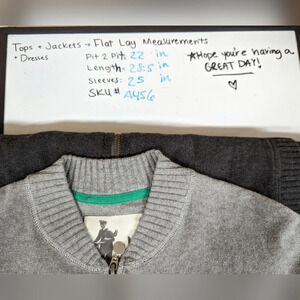 Tops + Jackets → Flat Lay Measurements
• Dresses
Pit 2 Pit: 22 in
Length: 28.5 in
Sleeves: 25 in
SKU# A456
*Hope you're having a
GREAT DAY!